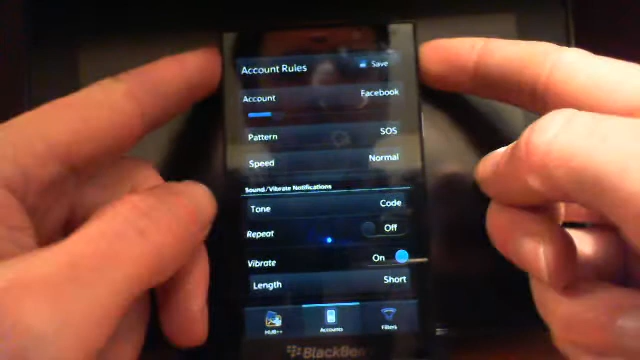 Account Rules Save
Account Facebook
Pattern SOS
Speed Normal
Sound/Vibrate Notifications
Tone Code
Repeat Off
Vibrate On
Length Short
HUB++ Accounts Filters
BlackBerry